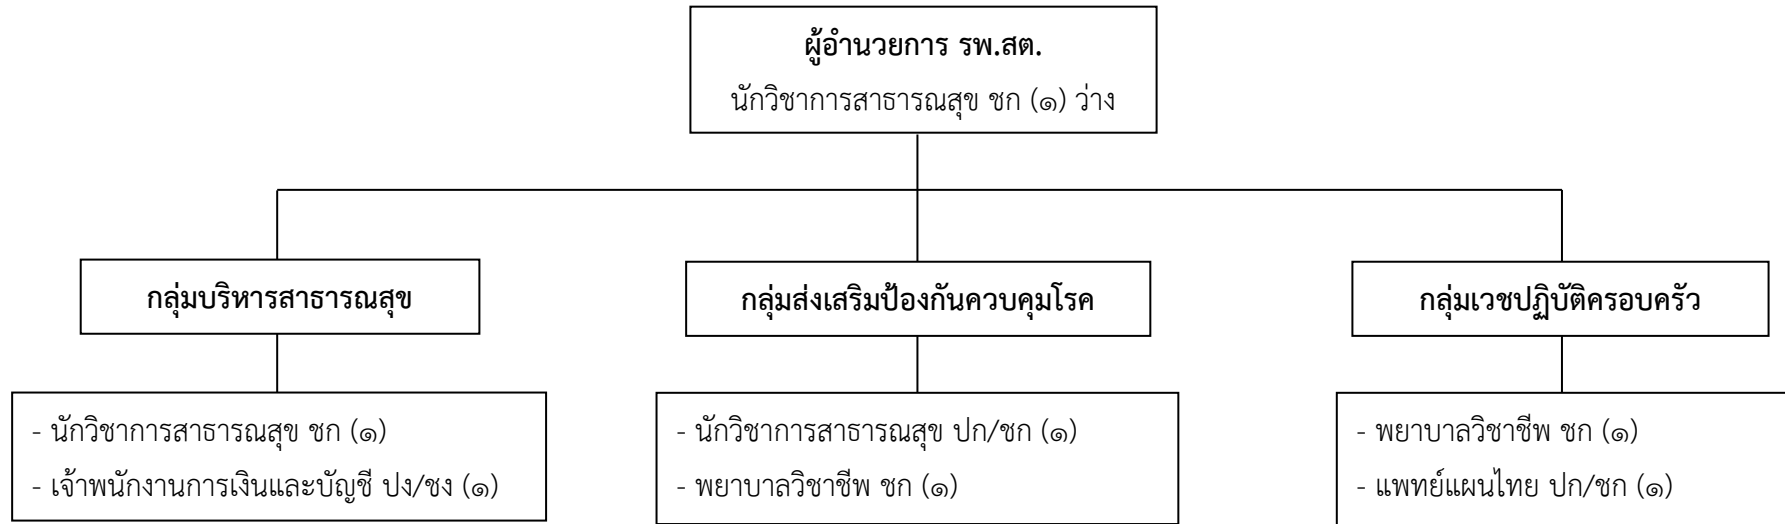 ผู้อำนวยการ รพ.สต.
นักวิชาการสาธารณสุข ชก (๑) ว่าง
กลุ่มบริหารสาธารณสุข
- นักวิชาการสาธารณสุข ชก (๑)
- เจ้าพนักงานการเงินและบัญชี ปง/ชง (๑)
กลุ่มส่งเสริมป้องกันควบคุมโรค
- นักวิชาการสาธารณสุข ปก/ชก (๑)
- พยาบาลวิชาชีพ ชก (๑)
กลุ่มเวชปฏิบัติครอบครัว
- พยาบาลวิชาชีพ ชก (๑)
- แพทย์แผนไทย ปก/ชก (๑)